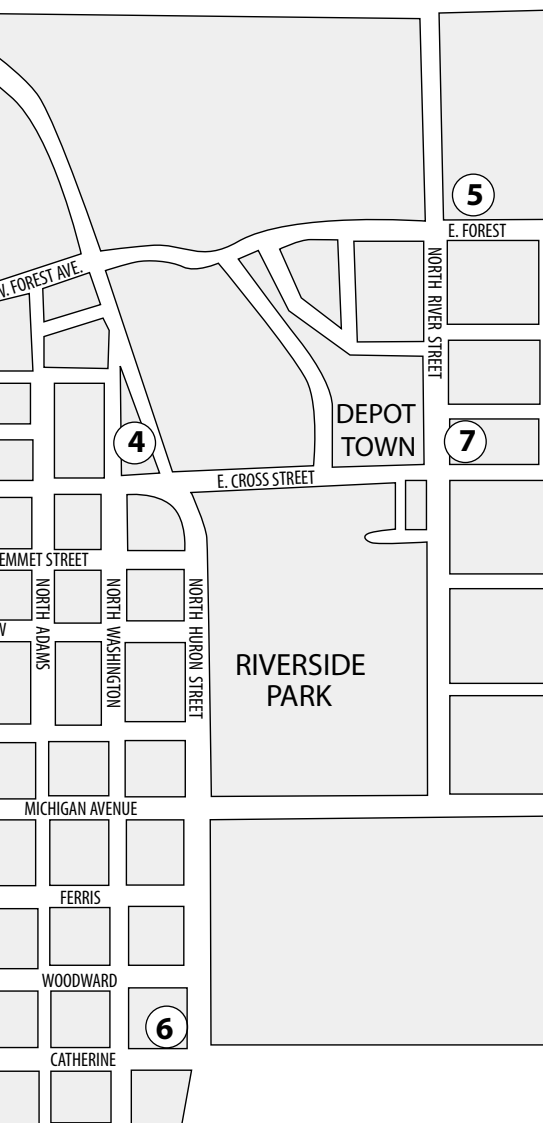 5
E. FOREST
W. FOREST AVE.
NORTH RIVER STREET
DEPOT
TOWN
4
7
E. CROSS STREET
EMMET STREET
NORTH ADAMS
NORTH WASHINGTON
NORTH HURON STREET
W
RIVERSIDE
PARK
MICHIGAN AVENUE
FERRIS
WOODWARD
6
CATHERINE